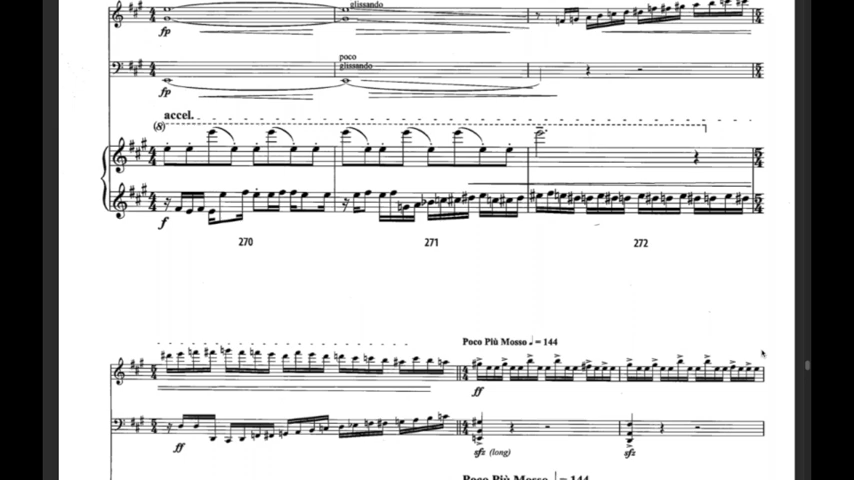 glissando
fp
poco
glissando
fp
accel.
(8)
f
270 271 272
Poco Più Mosso ♩ = 144
ff
ff
sfz (long) sfz
Poco Più Mosso ♩ = 144